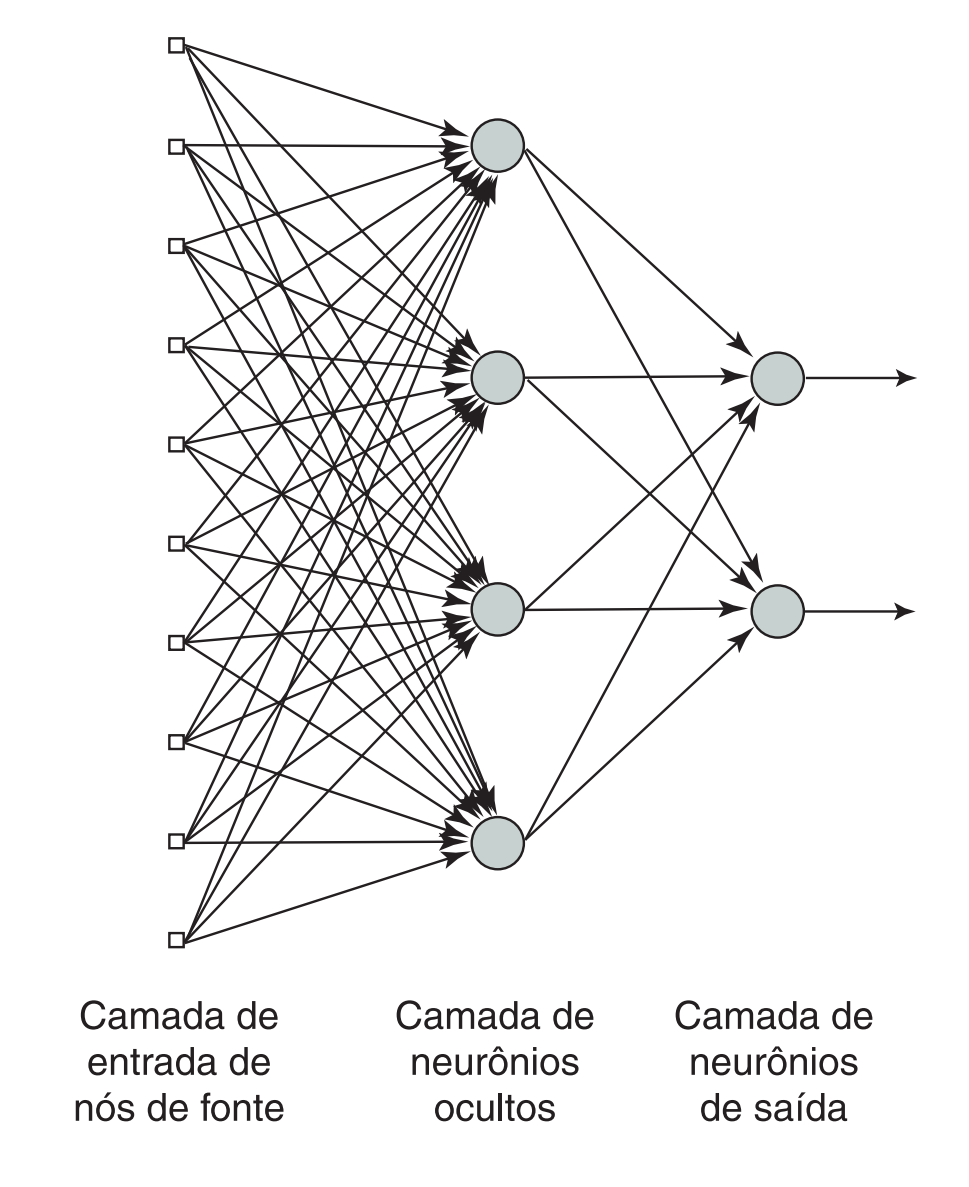 Camada de
entrada de
nós de fonte
Camada de
neurônios
ocultos
Camada de
neurônios
de saída